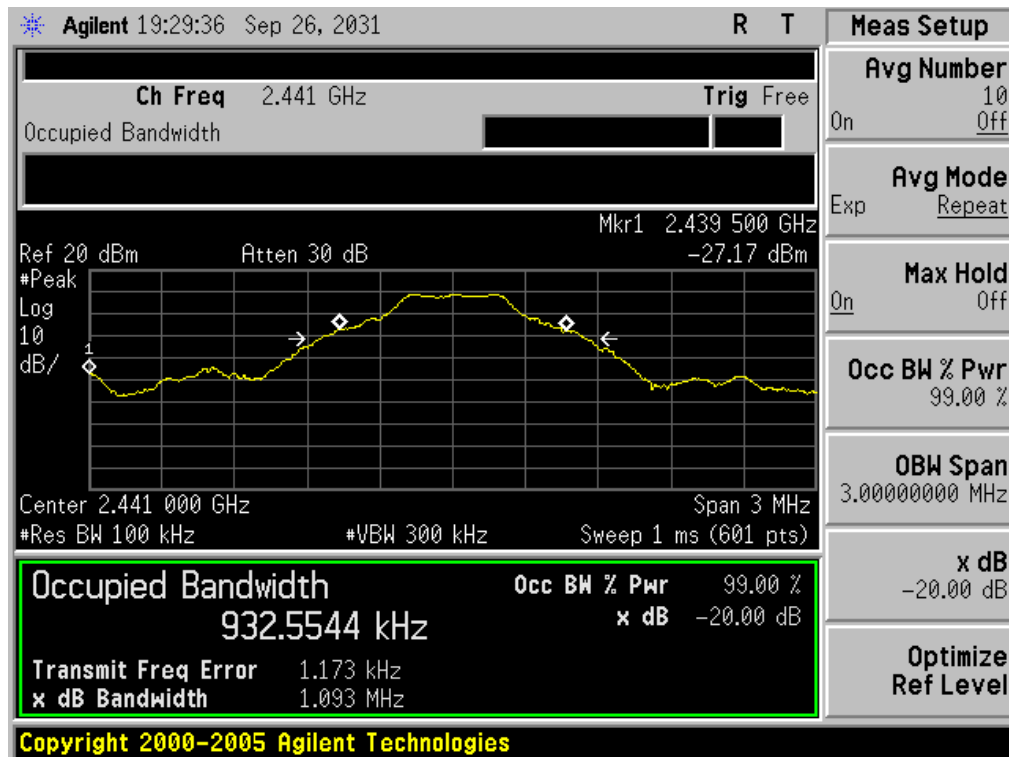 Agilent 19:29:36 Sep 26, 2031 R T
Ch Freq 2.441 GHz Trig Free
Occupied Bandwidth
Mkr1 2.439 500 GHz
Ref 20 dBm Atten 30 dB -27.17 dBm
#Peak
Log
10
dB/
1
Center 2.441 000 GHz Span 3 MHz
#Res BW 100 kHz #VBW 300 kHz Sweep 1 ms (601 pts)
Occupied Bandwidth
932.5544 kHz
Occ BW % Pwr 99.00 %
x dB -20.00 dB
Transmit Freq Error 1.173 kHz
x dB Bandwidth 1.093 MHz
Copyright 2000-2005 Agilent Technologies
Meas Setup
Avg Number
10
On Off
Avg Mode
Exp Repeat
Max Hold
On Off
Occ BW % Pwr
99.00 %
OBW Span
3.00000000 MHz
x dB
-20.00 dB
Optimize
Ref Level